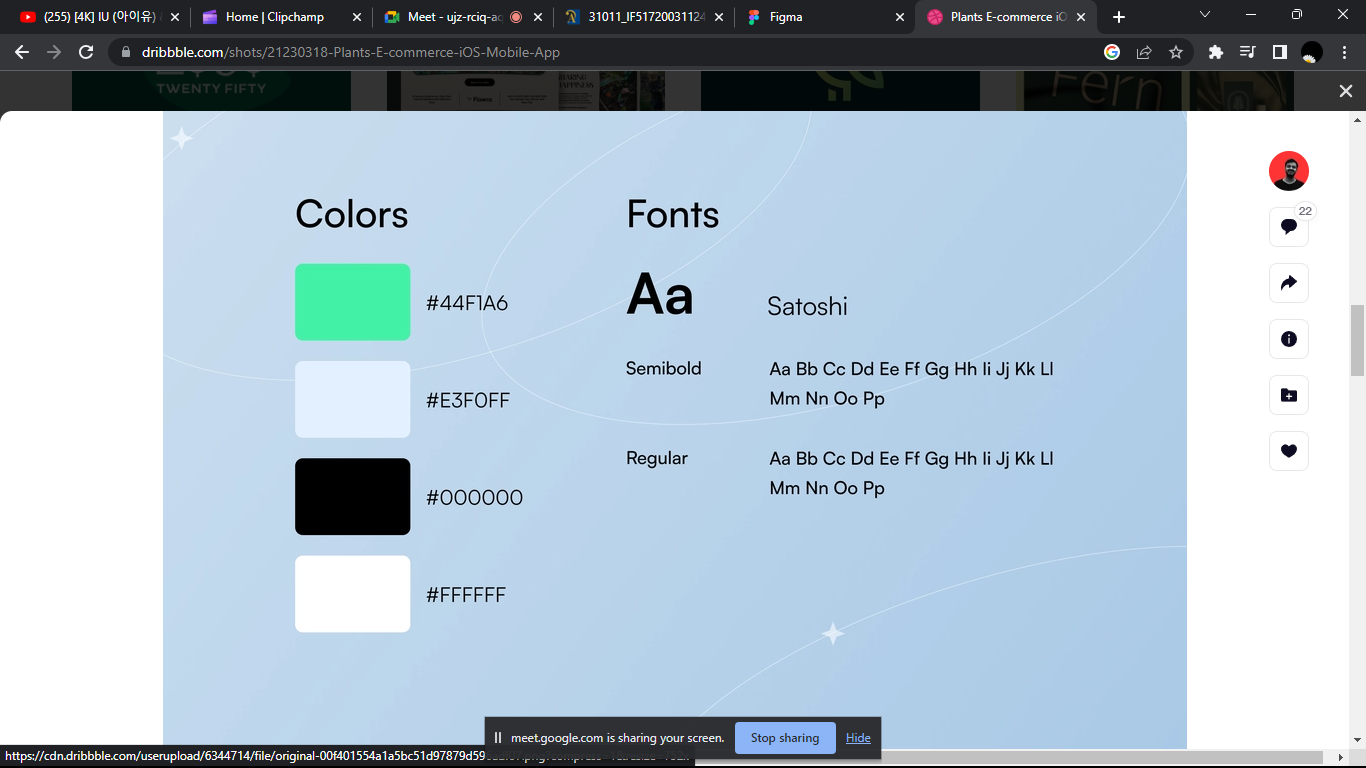 (255) [4K] IU (아이유)
Home | Clipchamp
Meet - ujz-rciq-ac
31011_IF51720031124
Figma
Plants E-commerce iO
dribbble.com/shots/21230318-Plants-E-commerce-iOS-Mobile-App
TWENTY FIFTY
Fern
22
Colors
Fonts
#44F1A6
Aa
Satoshi
#E3F0FF
Semibold
Aa Bb Cc Dd Ee Ff Gg Hh Ii Jj Kk Ll
Mm Nn Oo Pp
#000000
Regular
Aa Bb Cc Dd Ee Ff Gg Hh Ii Jj Kk Ll
Mm Nn Oo Pp
#FFFFFF
meet.google.com is sharing your screen.
Stop sharing
Hide
https://cdn.dribbble.com/userupload/6344714/file/original-00f401554a1a5bc51d97879d59